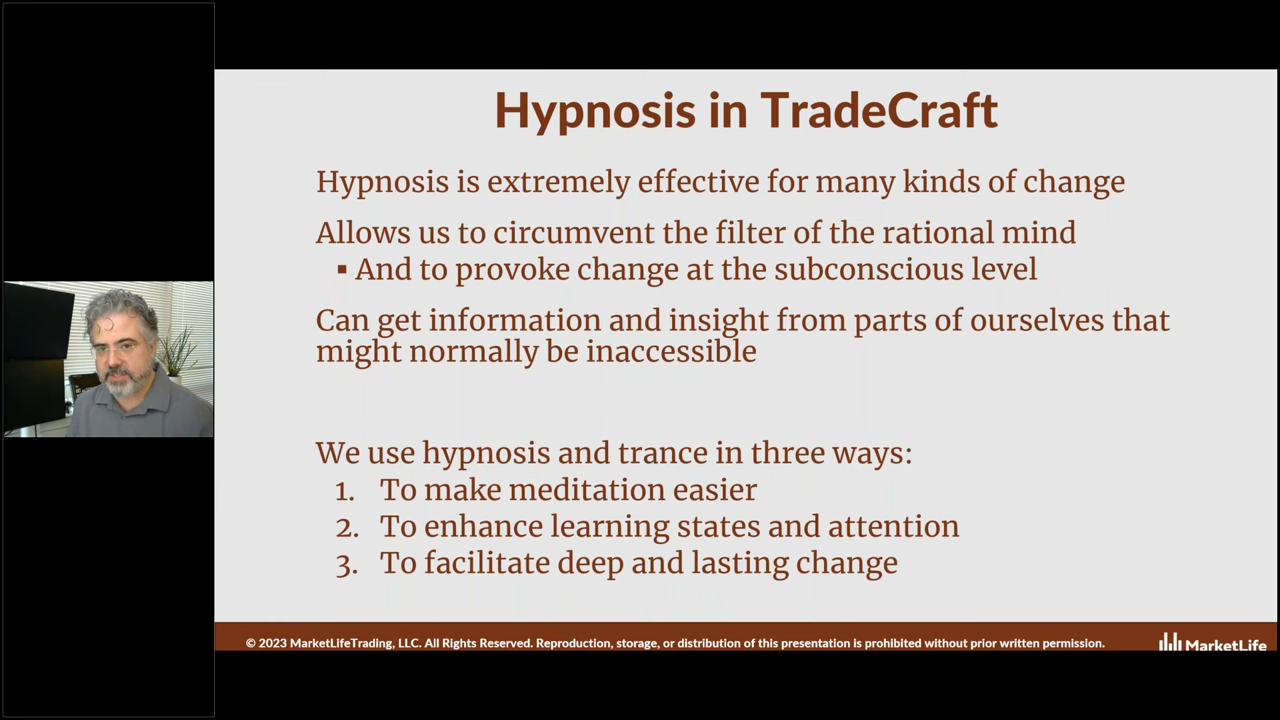 Hypnosis in TradeCraft
Hypnosis is extremely effective for many kinds of change
Allows us to circumvent the filter of the rational mind
▪ And to provoke change at the subconscious level
Can get information and insight from parts of ourselves that
might normally be inaccessible
We use hypnosis and trance in three ways:
1. To make meditation easier
2. To enhance learning states and attention
3. To facilitate deep and lasting change
© 2023 MarketLifeTrading, LLC. All Rights Reserved. Reproduction, storage, or distribution of this presentation is prohibited without prior written permission.
MarketLife